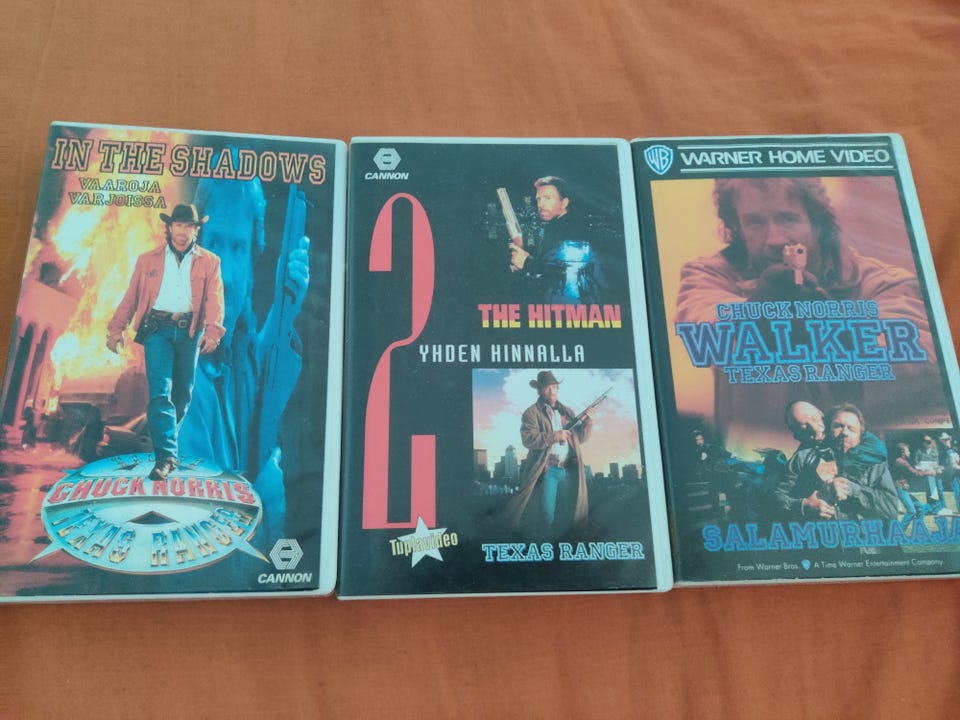 IN THE SHADOWS
VAAROJA
VARJOISSA
CHUCK NORRIS
TEXAS RANGER
CANNON
CANNON
2
THE HITMAN
YHDEN HINNALLA
Tuplavideo
TEXAS RANGER
WB
WARNER HOME VIDEO
CHUCK NORRIS
WALKER
TEXAS RANGER
SALAMURHAAJA
From Warner Bros. A Time Warner Entertainment Company